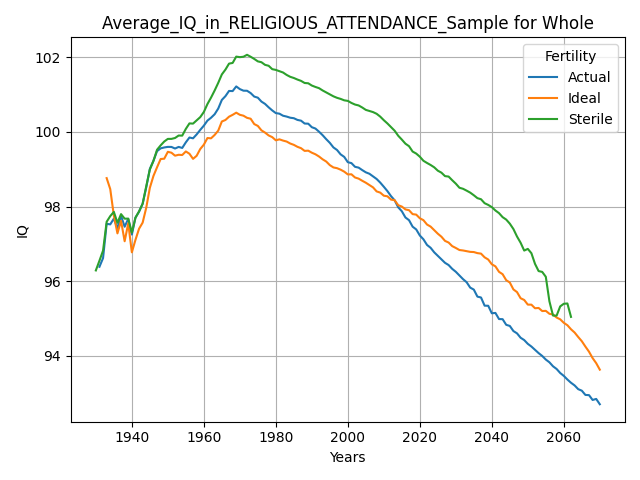 Average_IQ_in_RELIGIOUS_ATTENDANCE_Sample for Whole
Fertility
Actual
Ideal
Sterile
IQ
102
100
98
96
94
1940 1960 1980 2000 2020 2040 2060
Years